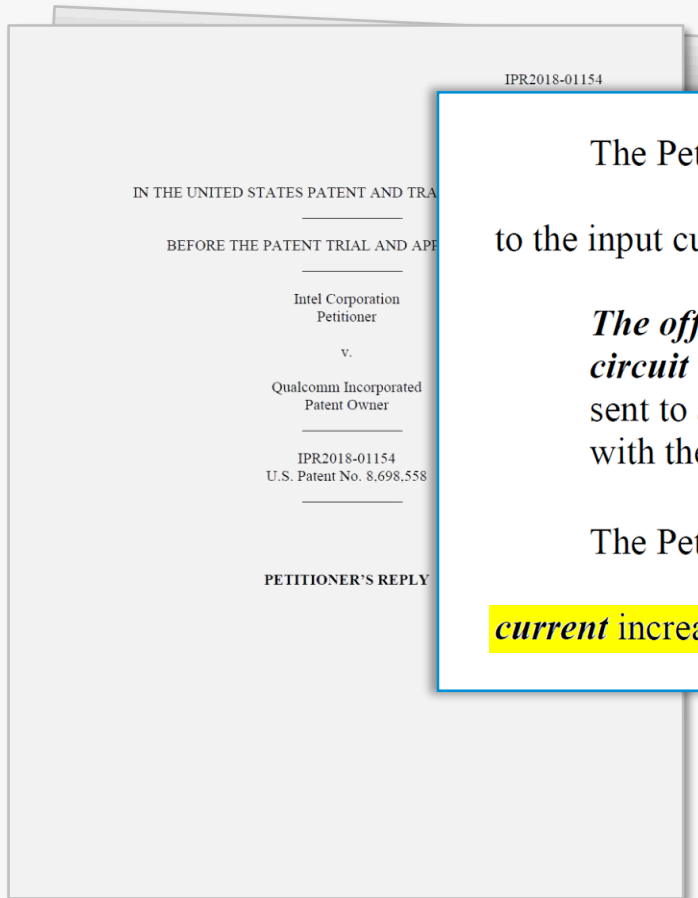 IPR2018-01154
IN THE UNITED STATES PATENT AND TRA
BEFORE THE PATENT TRIAL AND APP
Intel Corporation
Petitioner
v.
Qualcomm Incorporated
Patent Owner
IPR2018-01154
U.S. Patent No. 8,698,558
PETITIONER'S REPLY
The Pet
to the input cu
The off
circuit
sent to
with the
The Pet
current increa